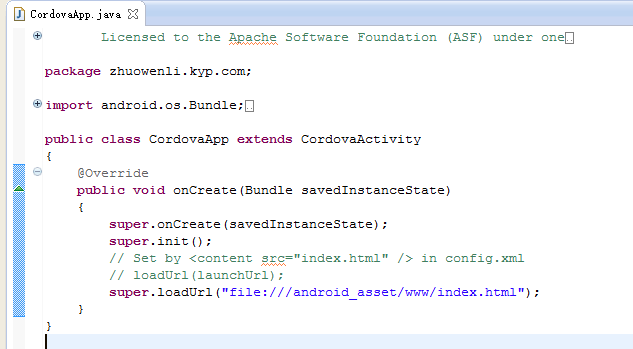 CordovaApp.java
Licensed to the Apache Software Foundation (ASF) under one
package zhuowenli.kyp.com;
import android.os.Bundle;
public class CordovaApp extends CordovaActivity
{
@Override
public void onCreate(Bundle savedInstanceState)
{
super.onCreate(savedInstanceState);
super.init();
// Set by <content src="index.html" /> in config.xml
// loadUrl(launchUrl);
super.loadUrl("file:///android_asset/www/index.html");
}
}